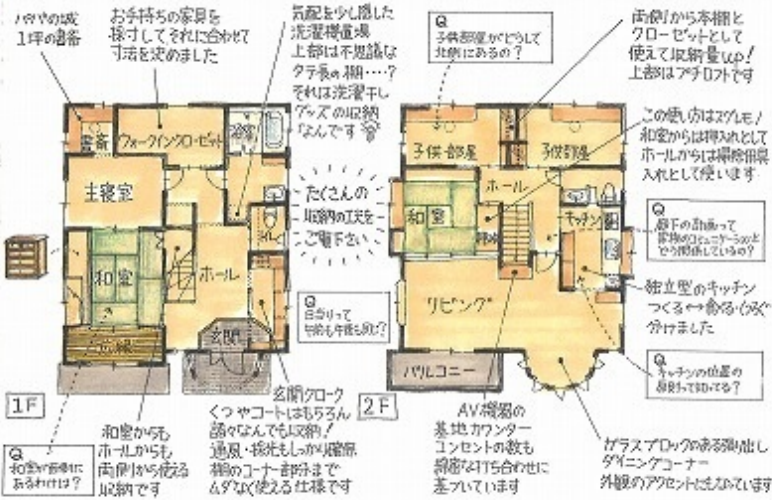 パパの城
1坪の書斎
お手持ちの家具を
採寸してそれに合わせて
寸法を決めました
気配を少し隠した
洗濯機置場
上部は不思議な
タテ長の棚‥‥?
それは洗濯干し
グッズの収納
なんです
Q
子供部屋がどうして
北側にあるの?
両側から本棚と
クローゼットとして
使えて収納量up!
上部はプチロフトです
この使い方はスグレモノ
和室からは押入れとして
ホールからは掃除用具
入れとして使います
書斎
ウォークインクローゼット
浴室
主寝室
和室
ホール
トイレ
広縁
玄関
たくさんの
収納の工夫を
ご覧下さい
子供部屋
子供部屋
ホール
和室
押入
キッチン
リビング
バルコニー
Q
廊下の計画って
家族のコミュニケーションと
どう関係しているの?
独立型のキッチン
つくる↔食べる・くつろぐ
分けました
Q
日当りって
午前も午後も同じ?
Q
キッチンの位置の
鉄則って知ってる?
1F
2F
玄関クローク
くつやコートはもちろん
諸々なんでも収納!
通風・採光もしっかり確保
棚のコーナー部分まで
ムダなく使える仕様です
和室からも
ホールからも
両側から使える
収納です
Q
和室が南側に
あるわけは?
AV機器の
基地カウンター
コンセントの数も
綿密な打ち合わせに
基づいています
ガラスブロックのある張り出し
ダイニングコーナー
外観のアクセントにもなっています